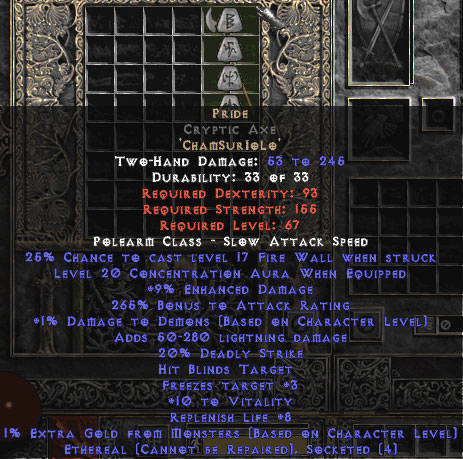 Pride
Cryptic Axe
'ChamSurIoLo'
Two-Hand Damage: 53 to 245
Durability: 33 of 33
Required Dexterity: 93
Required Strength: 155
Required Level: 67
Polearm Class - Slow Attack Speed
25% Chance to cast level 17 Fire Wall when struck
Level 20 Concentration Aura When Equipped
+9% Enhanced Damage
265% Bonus to Attack Rating
+1% Damage to Demons (Based on Character Level)
Adds 50-280 lightning damage
20% Deadly Strike
Hit Blinds Target
Freezes target +3
+10 to Vitality
Replenish Life +8
1% Extra Gold from Monsters (Based on Character Level)
Ethereal (Cannot be Repaired), Socketed (4)